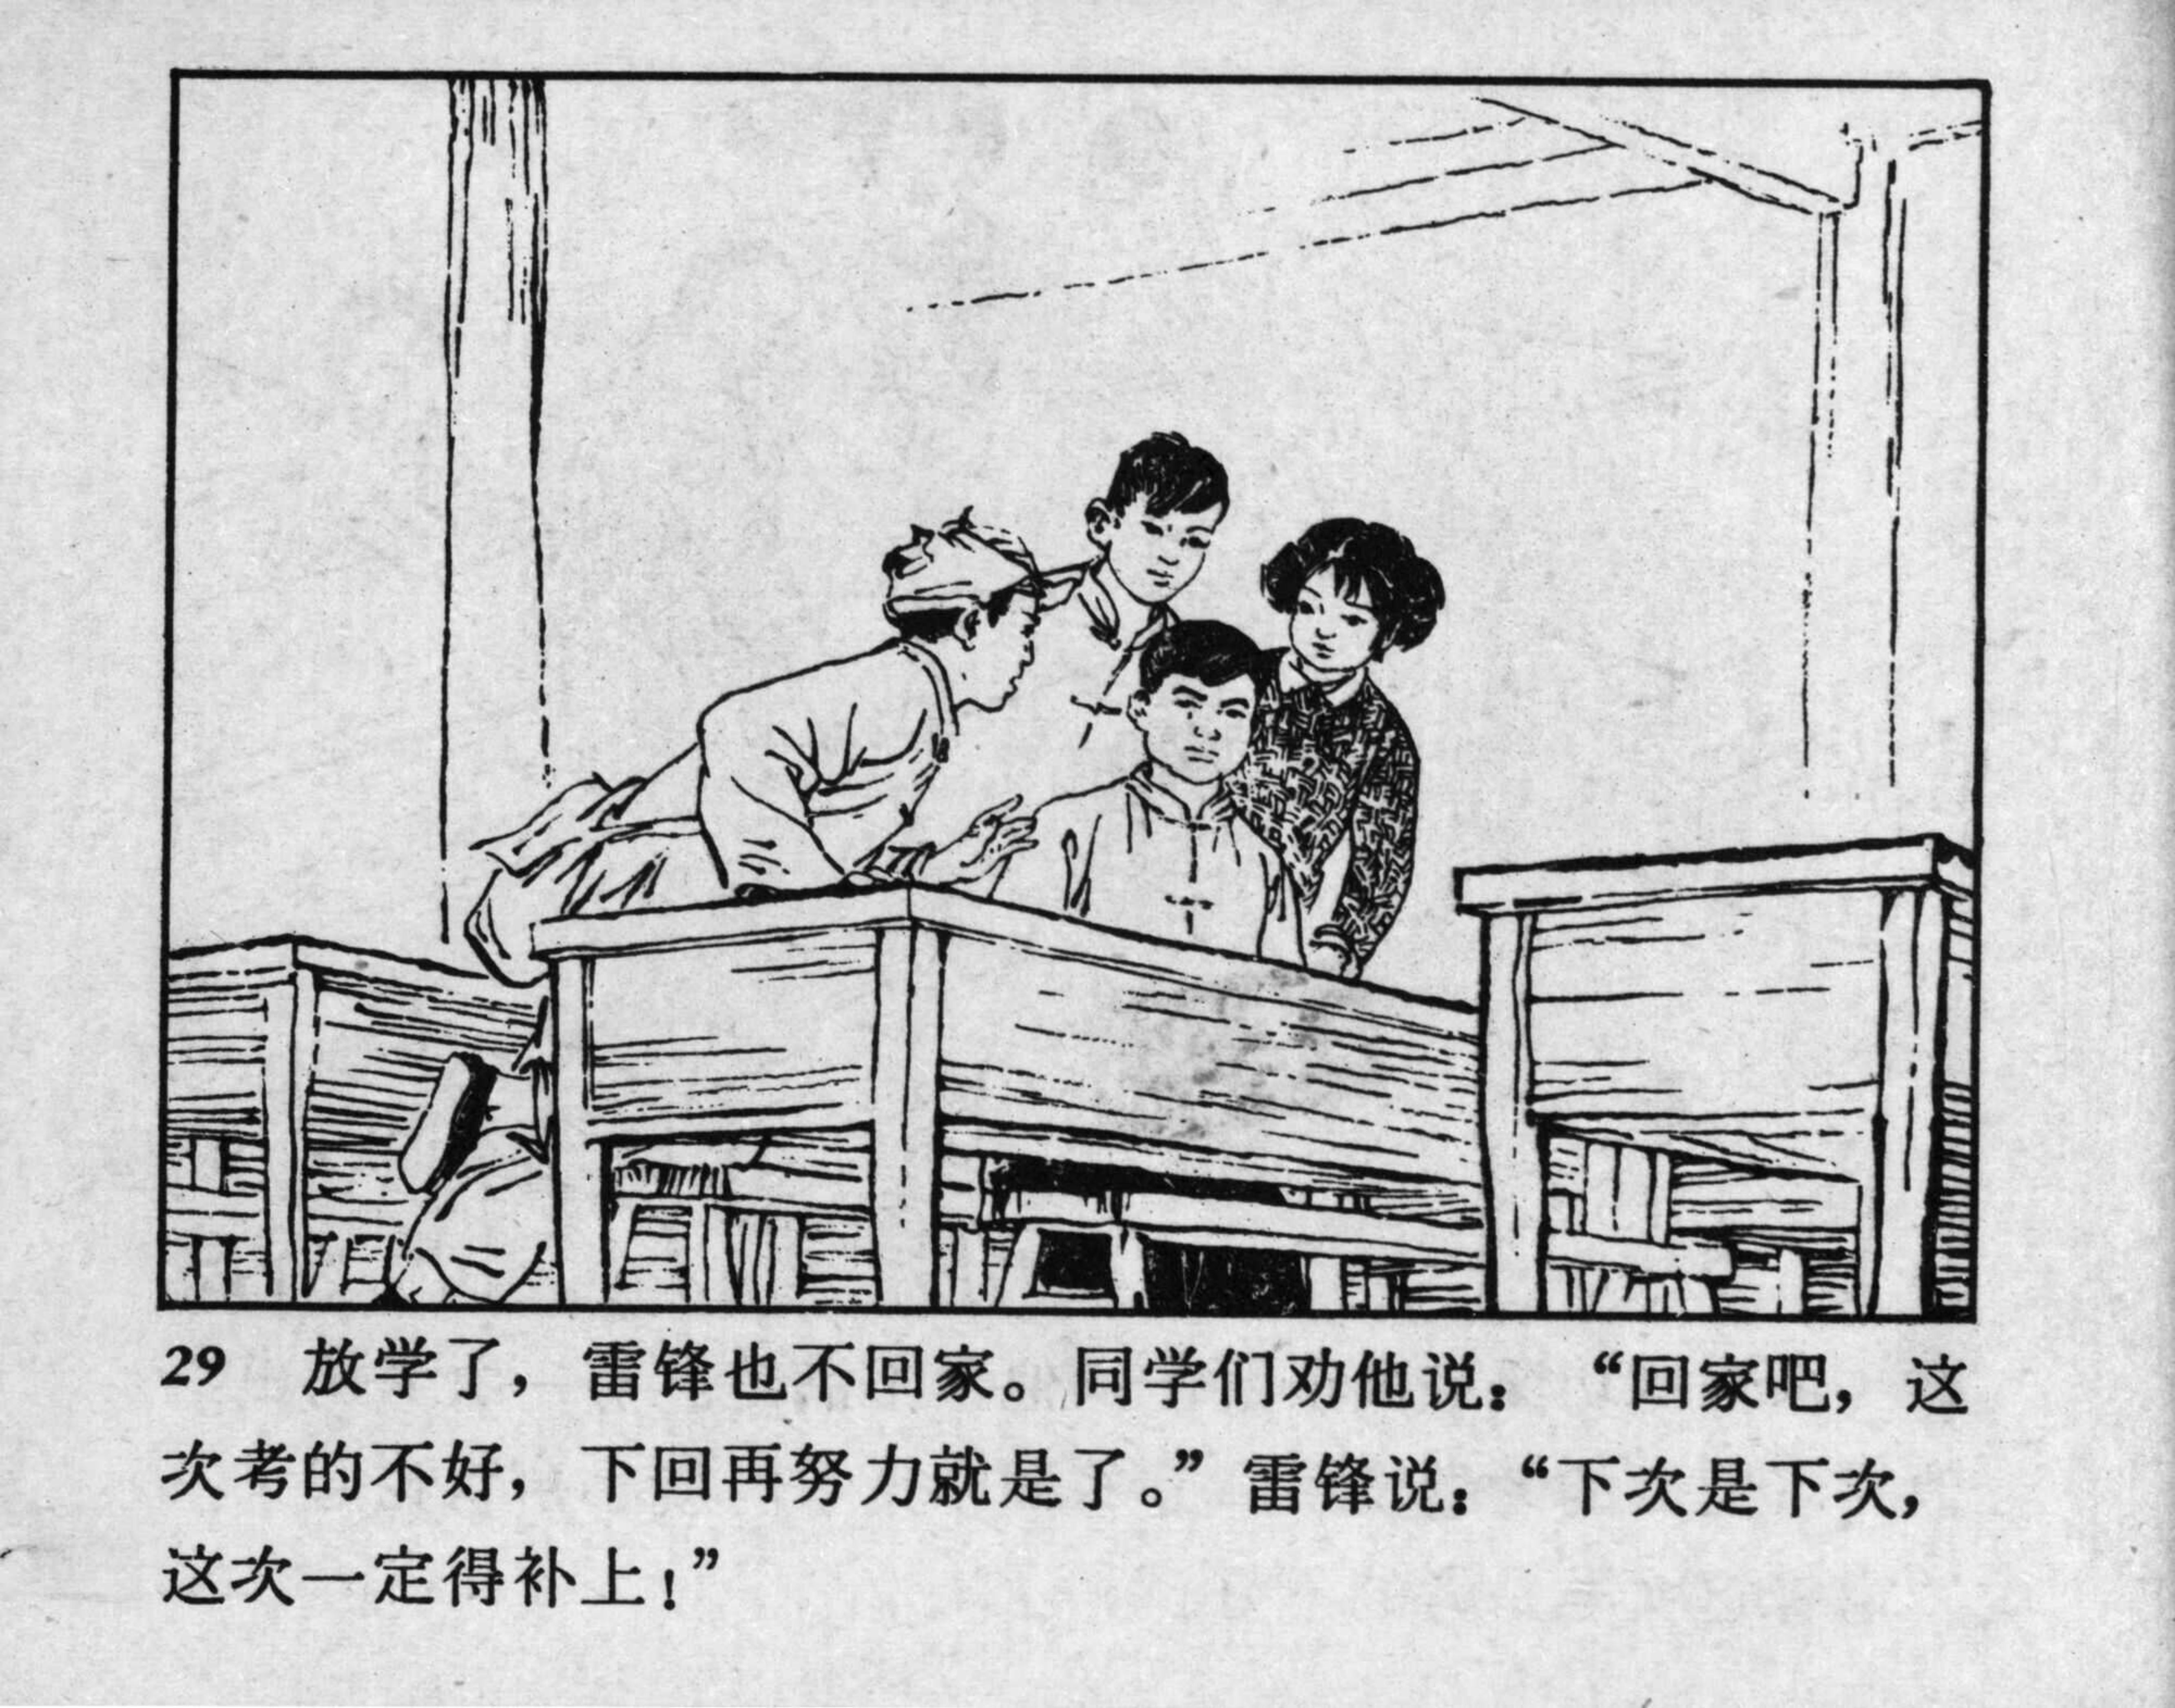 29 放学了，雷锋也不回家。同学们劝他说：“回家吧，这
次考的不好，下回再努力就是了。”雷锋说：“下次是下次，
这次一定得补上！”